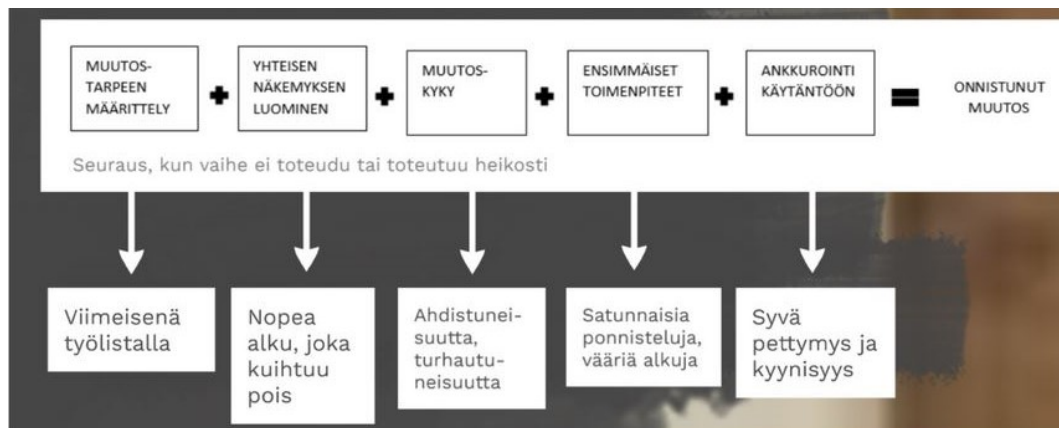 MUUTOS-
TARPEEN
MÄÄRITTELY
YHTEISEN
NÄKEMYKSEN
LUOMINEN
MUUTOS-
KYKY
ENSIMMÄISET
TOIMENPITEET
ANKKUROINTI
KÄYTÄNTÖÖN
ONNISTUNUT
MUUTOS
Seuraus, kun vaihe ei toteudu tai toteutuu heikosti
Viimeisenä
työlistalla
Nopea
alku, joka
kuihtuu
pois
Ahdistunei-
suutta,
turhautu-
neisuutta
Satunnaisia
ponnisteluja,
vääriä alkuja
Syvä
pettymys ja
kyynisyys